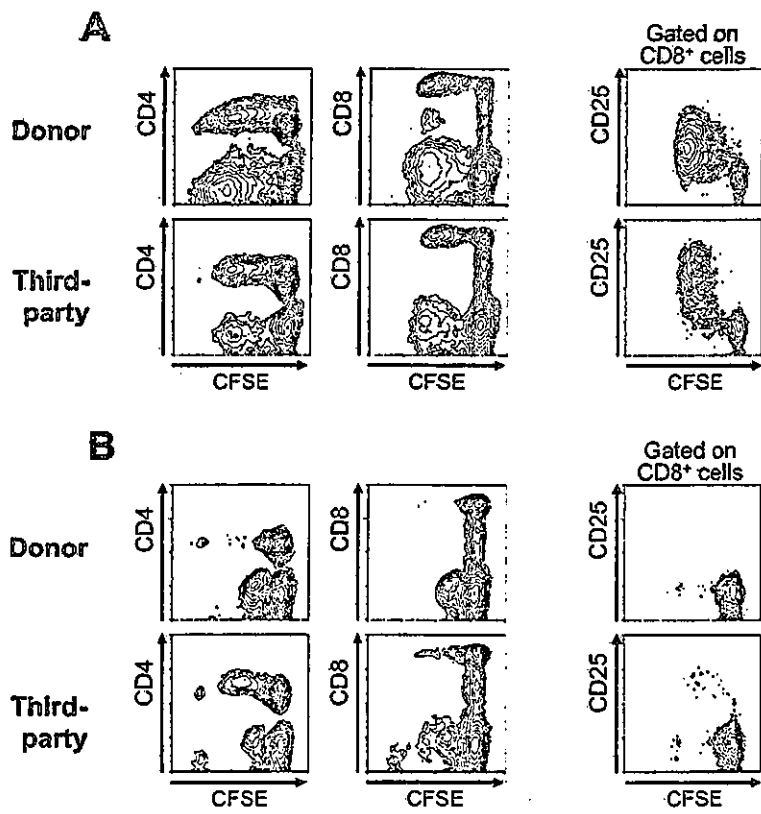 A
Gated on
CD8+ cells
Donor
CD4
CD8
CD25
Third-
party
CD4
CD8
CD25
CFSE
CFSE
CFSE
B
Gated on
CD8+ cells
Donor
CD4
CD8
CD25
Third-
party
CD4
CD8
CD25
CFSE
CFSE
CFSE